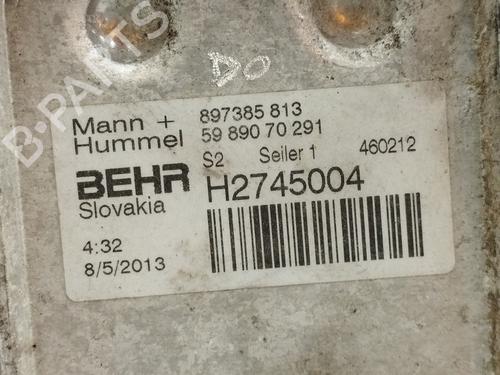 B-PARTS
DO
Mann + 897385 813
Hummel 59 890 70 291
S2 Seiler 1 460212
BEHR H2745004
Slovakia
4:32
8/5/2013